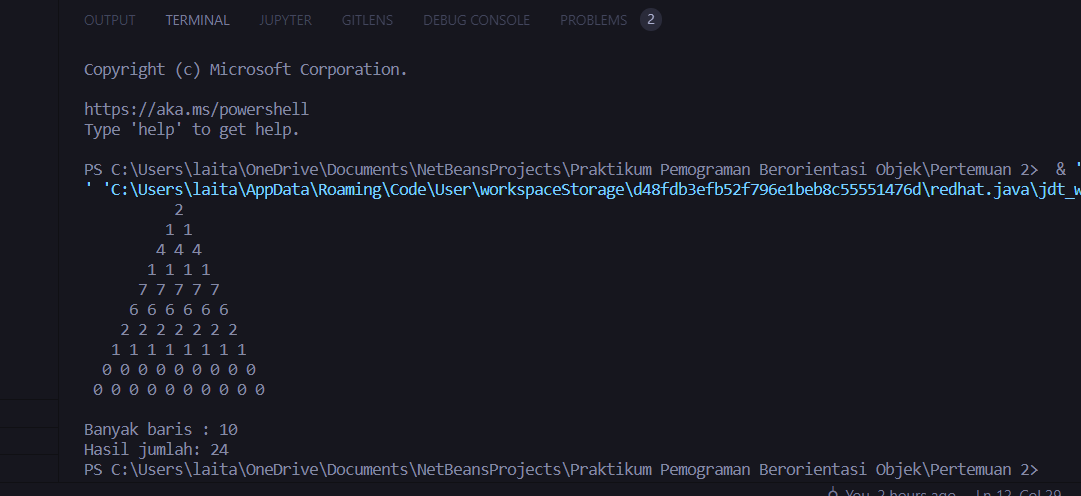 OUTPUT TERMINAL JUPYTER GITLENS DEBUG CONSOLE PROBLEMS 2
Copyright (c) Microsoft Corporation.
https://aka.ms/powershell
Type 'help' to get help.
PS C:\Users\laita\OneDrive\Documents\NetBeansProjects\Praktikum Pemograman Berorientasi Objek\Pertemuan 2> & '
' 'C:\Users\laita\AppData\Roaming\Code\User\workspaceStorage\d48fdb3efb52f796e1beb8c55551476d\redhat.java\jdt_w
2
1 1
4 4 4
1 1 1 1
7 7 7 7 7
6 6 6 6 6 6
2 2 2 2 2 2 2
1 1 1 1 1 1 1 1
0 0 0 0 0 0 0 0 0
0 0 0 0 0 0 0 0 0 0
Banyak baris : 10
Hasil jumlah: 24
PS C:\Users\laita\OneDrive\Documents\NetBeansProjects\Praktikum Pemograman Berorientasi Objek\Pertemuan 2>
You, 2 hours ago Ln 12, Col 29